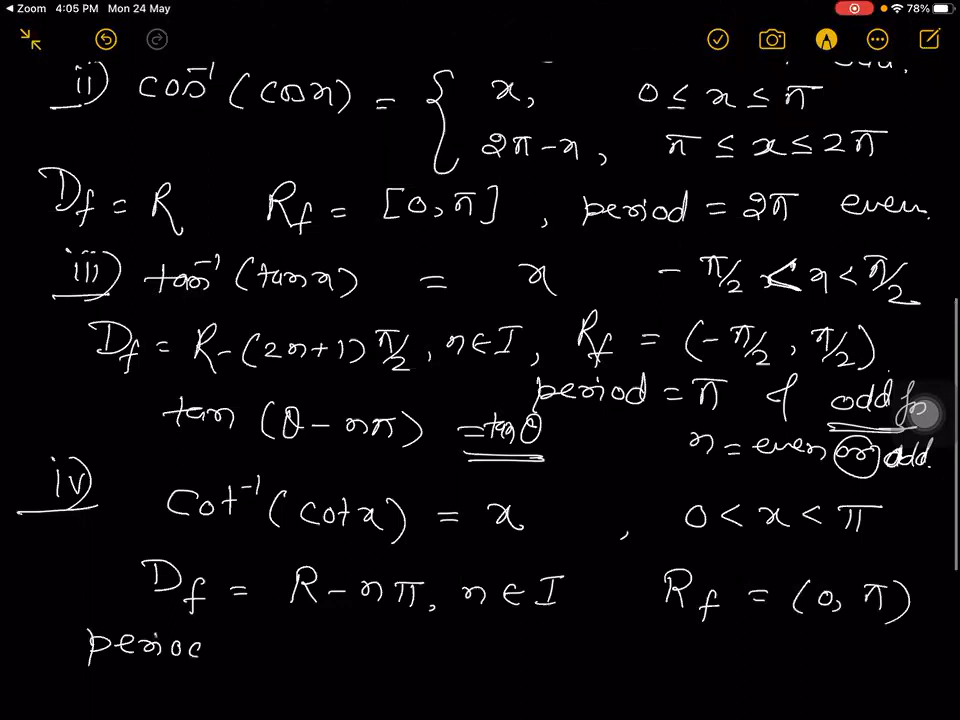 Zoom 4:05 PM Mon 24 May 78%
ii) cos⁻¹(cos x) = { x, 0 ≤ x ≤ π
2π - x, π ≤ x ≤ 2π
Df = R Rf = [0, π], period = 2π even.
iii) tan⁻¹(tan x) = x - π/2 < x < π/2
Df = R - (2n+1) π/2, n ∈ I, Rf = (-π/2, π/2)
period = π & odd fn
tan (θ - nπ) = tan θ n = even or odd.
iv) Cot⁻¹(cot x) = x, 0 < x < π
Df = R - nπ, n ∈ I Rf = (0, π)
perioc